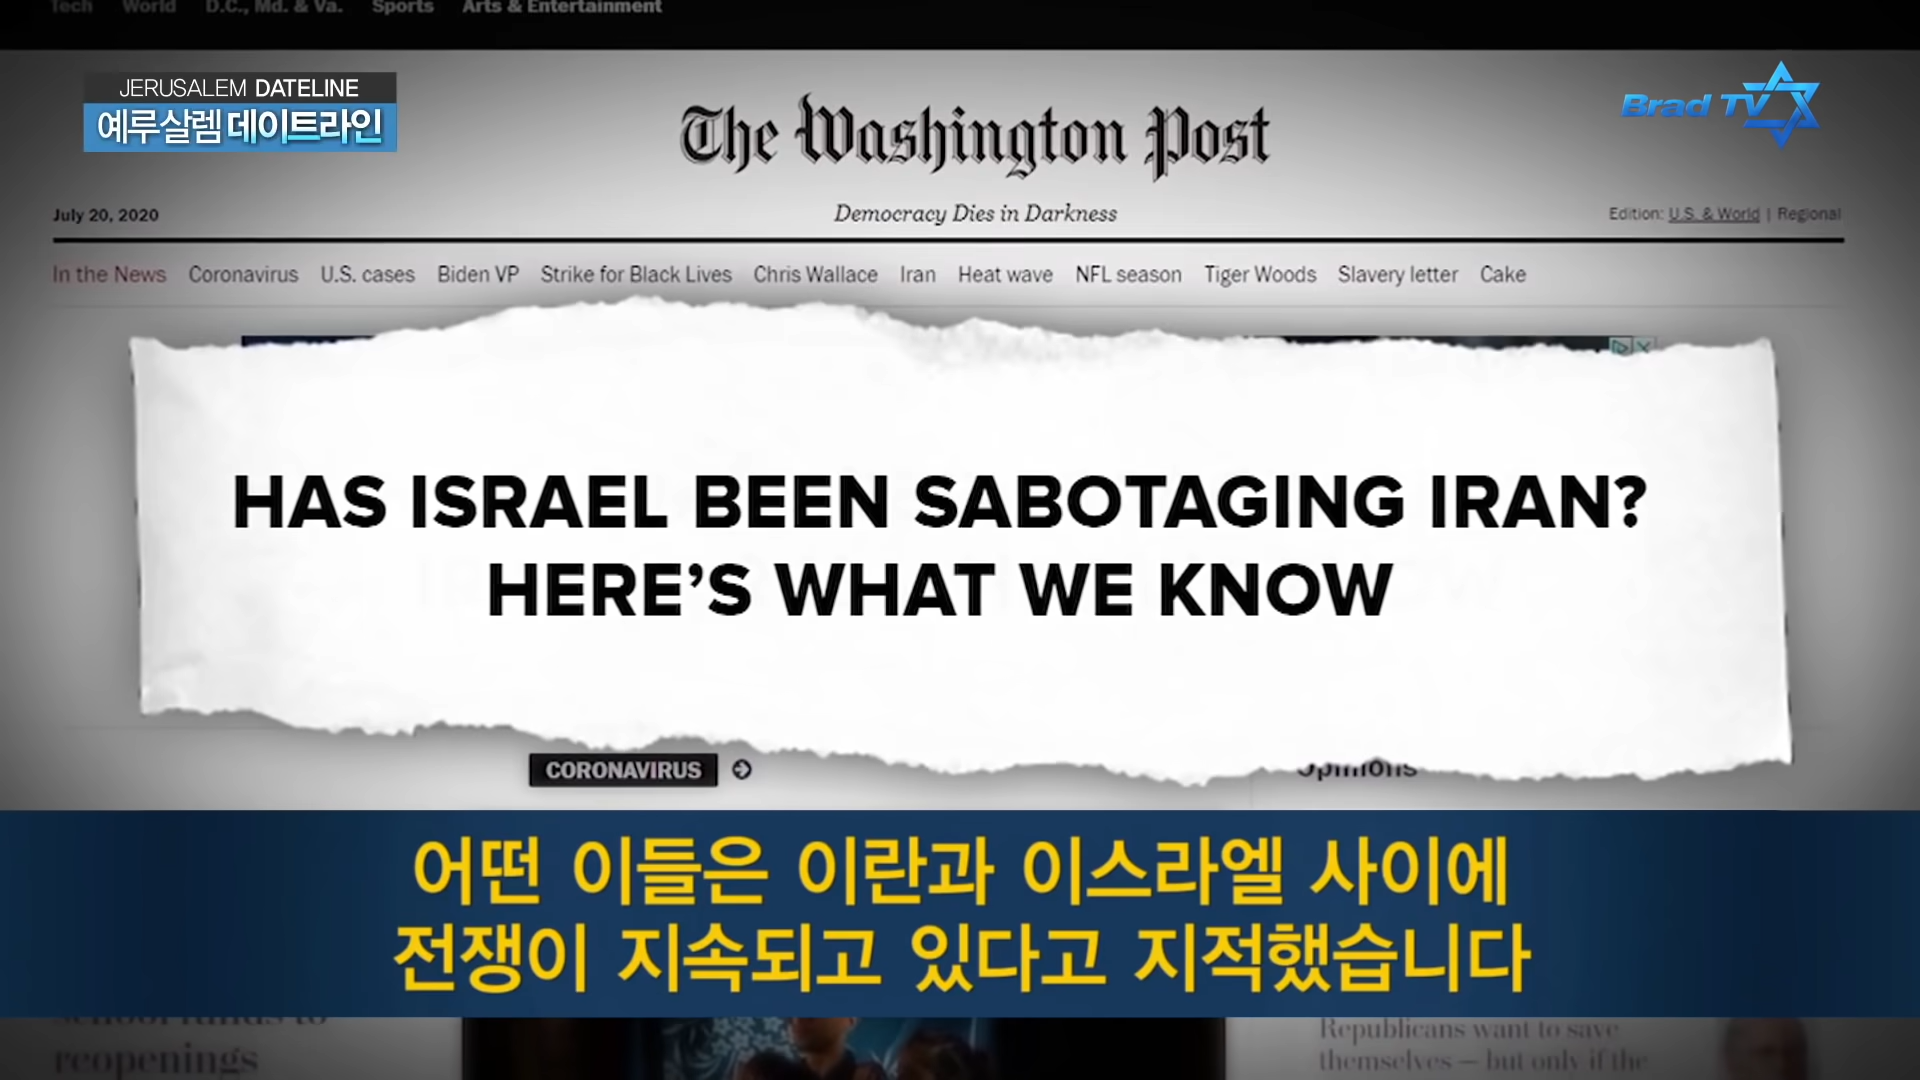 Tech World D.C., Md. & Va. Sports Arts & Entertainment
JERUSALEM DATELINE
예루살렘 데이트라인
Brad TV
The Washington Post
July 20, 2020
Democracy Dies in Darkness
Edition: U.S. & World | Regional
In the News Coronavirus U.S. cases Biden VP Strike for Black Lives Chris Wallace Iran Heat wave NFL season Tiger Woods Slavery letter Cake
HAS ISRAEL BEEN SABOTAGING IRAN?
HERE'S WHAT WE KNOW
CORONAVIRUS
Opinions
어떤 이들은 이란과 이스라엘 사이에
전쟁이 지속되고 있다고 지적했습니다
school funds to
reopenings
Republicans want to save
themselves — but only if the